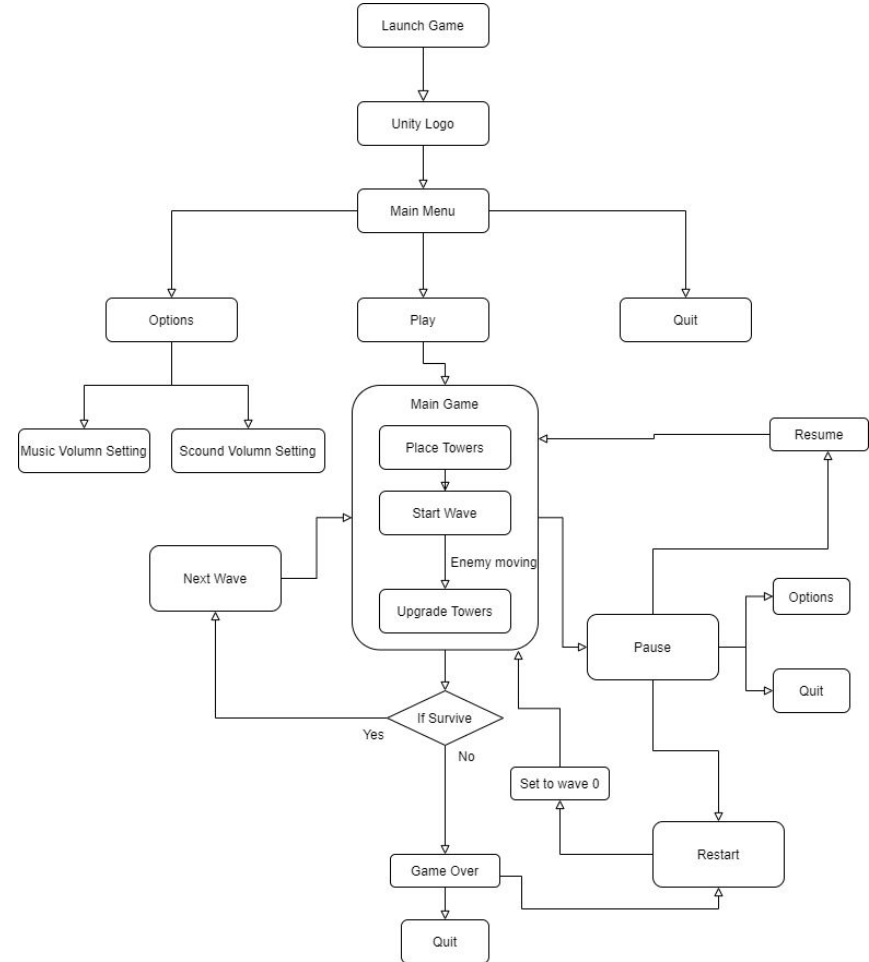 Launch Game
Unity Logo
Main Menu
Options
Play
Quit
Main Game
Music Volumn Setting
Scound Volumn Setting
Place Towers
Resume
Start Wave
Enemy moving
Next Wave
Upgrade Towers
Options
Pause
Quit
If Survive
Yes
No
Set to wave 0
Restart
Game Over
Quit